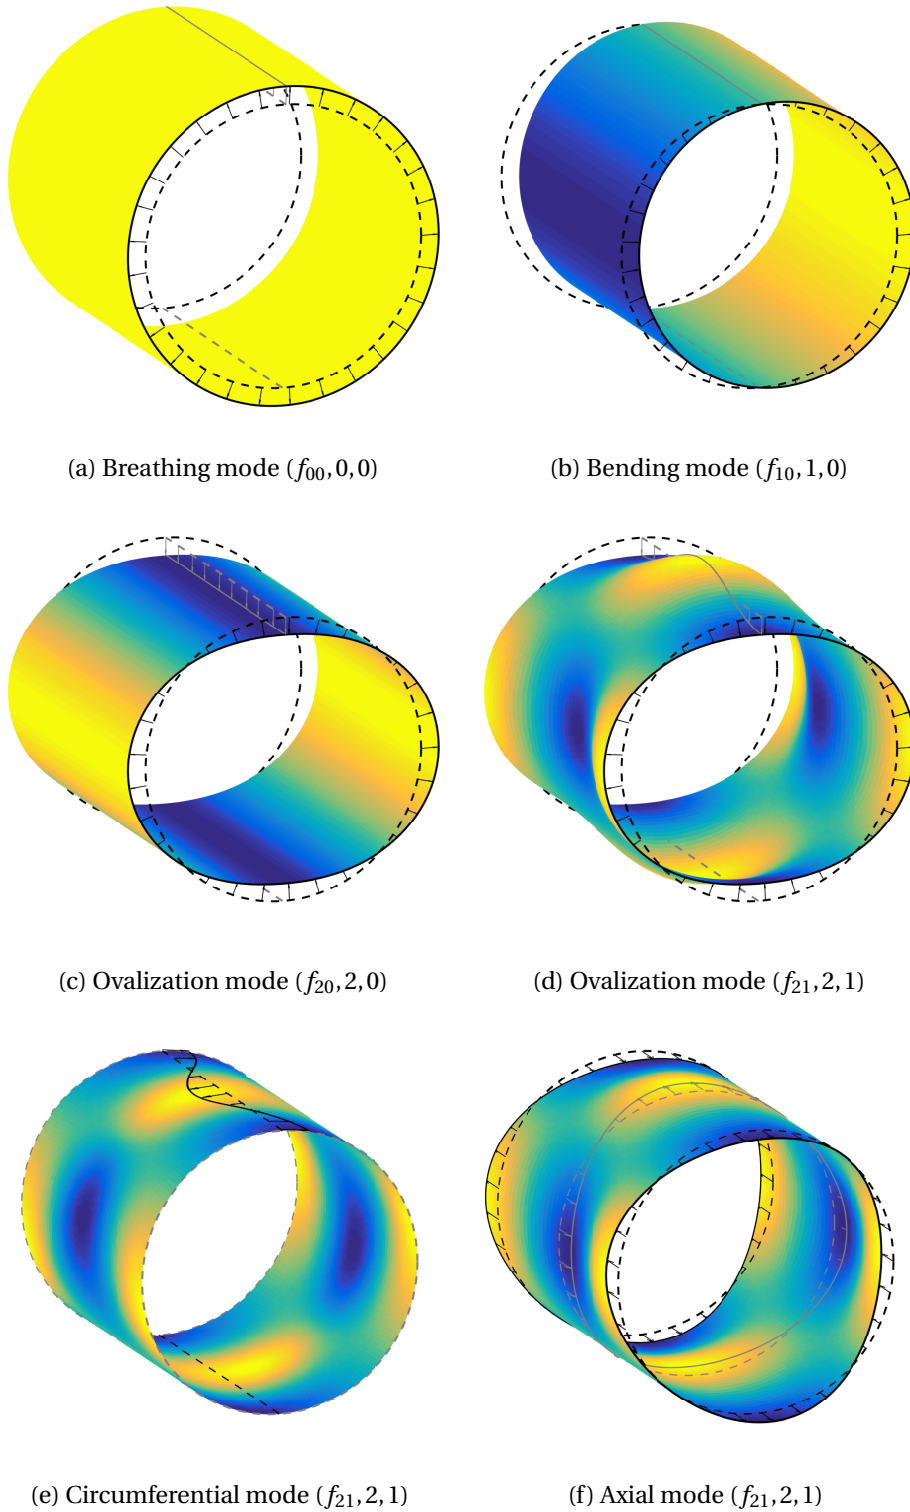 (a) Breathing mode (f00,0,0)
(b) Bending mode (f10,1,0)
(c) Ovalization mode (f20,2,0)
(d) Ovalization mode (f21,2,1)
(e) Circumferential mode (f21,2,1)
(f) Axial mode (f21,2,1)